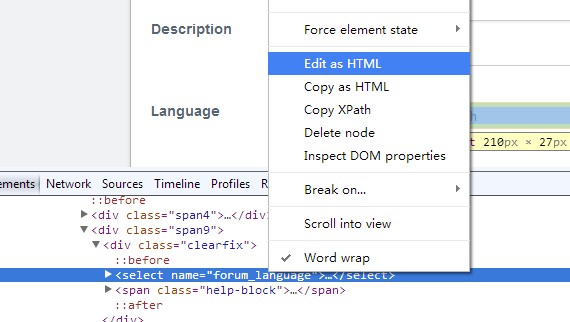 Description
Force element state
Edit as HTML
Copy as HTML
Language
Copy XPath
Delete node
210px × 27px
Inspect DOM properties
Elements Network Sources Timeline Profiles
Break on...
::before
<div class="span4">…</div>
Scroll into view
<div class="span9">
<div class="clearfix">
::before
Word wrap
<select name="forum_language">…</select>
<span class="help-block">…</span>
::after
</div>